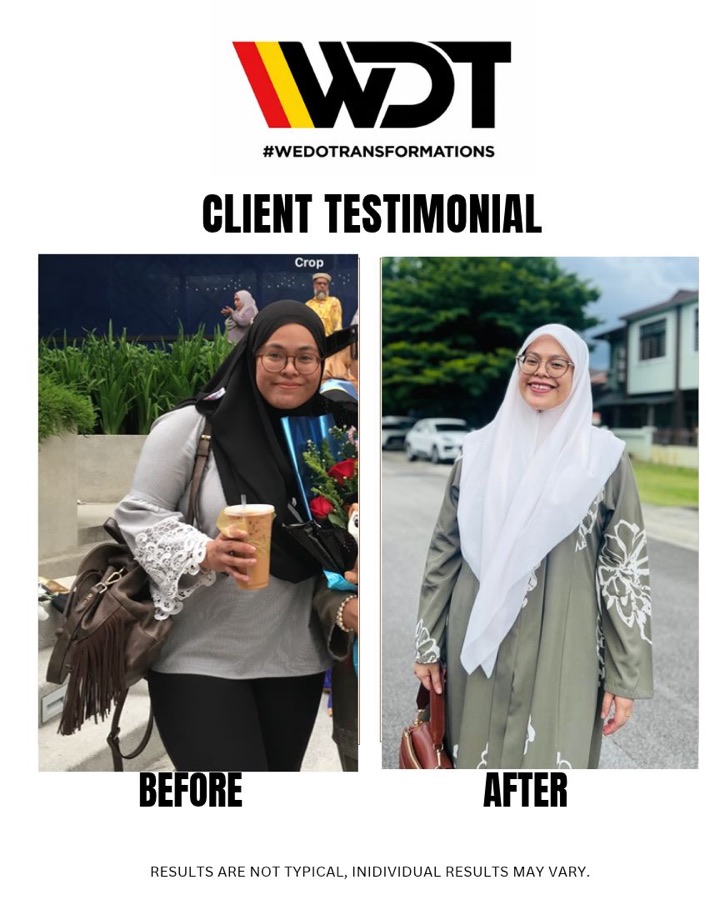 WDT
#WEDOTRANSFORMATIONS
CLIENT TESTIMONIAL
Crop
BEFORE
AFTER
RESULTS ARE NOT TYPICAL, INIDIVIDUAL RESULTS MAY VARY.